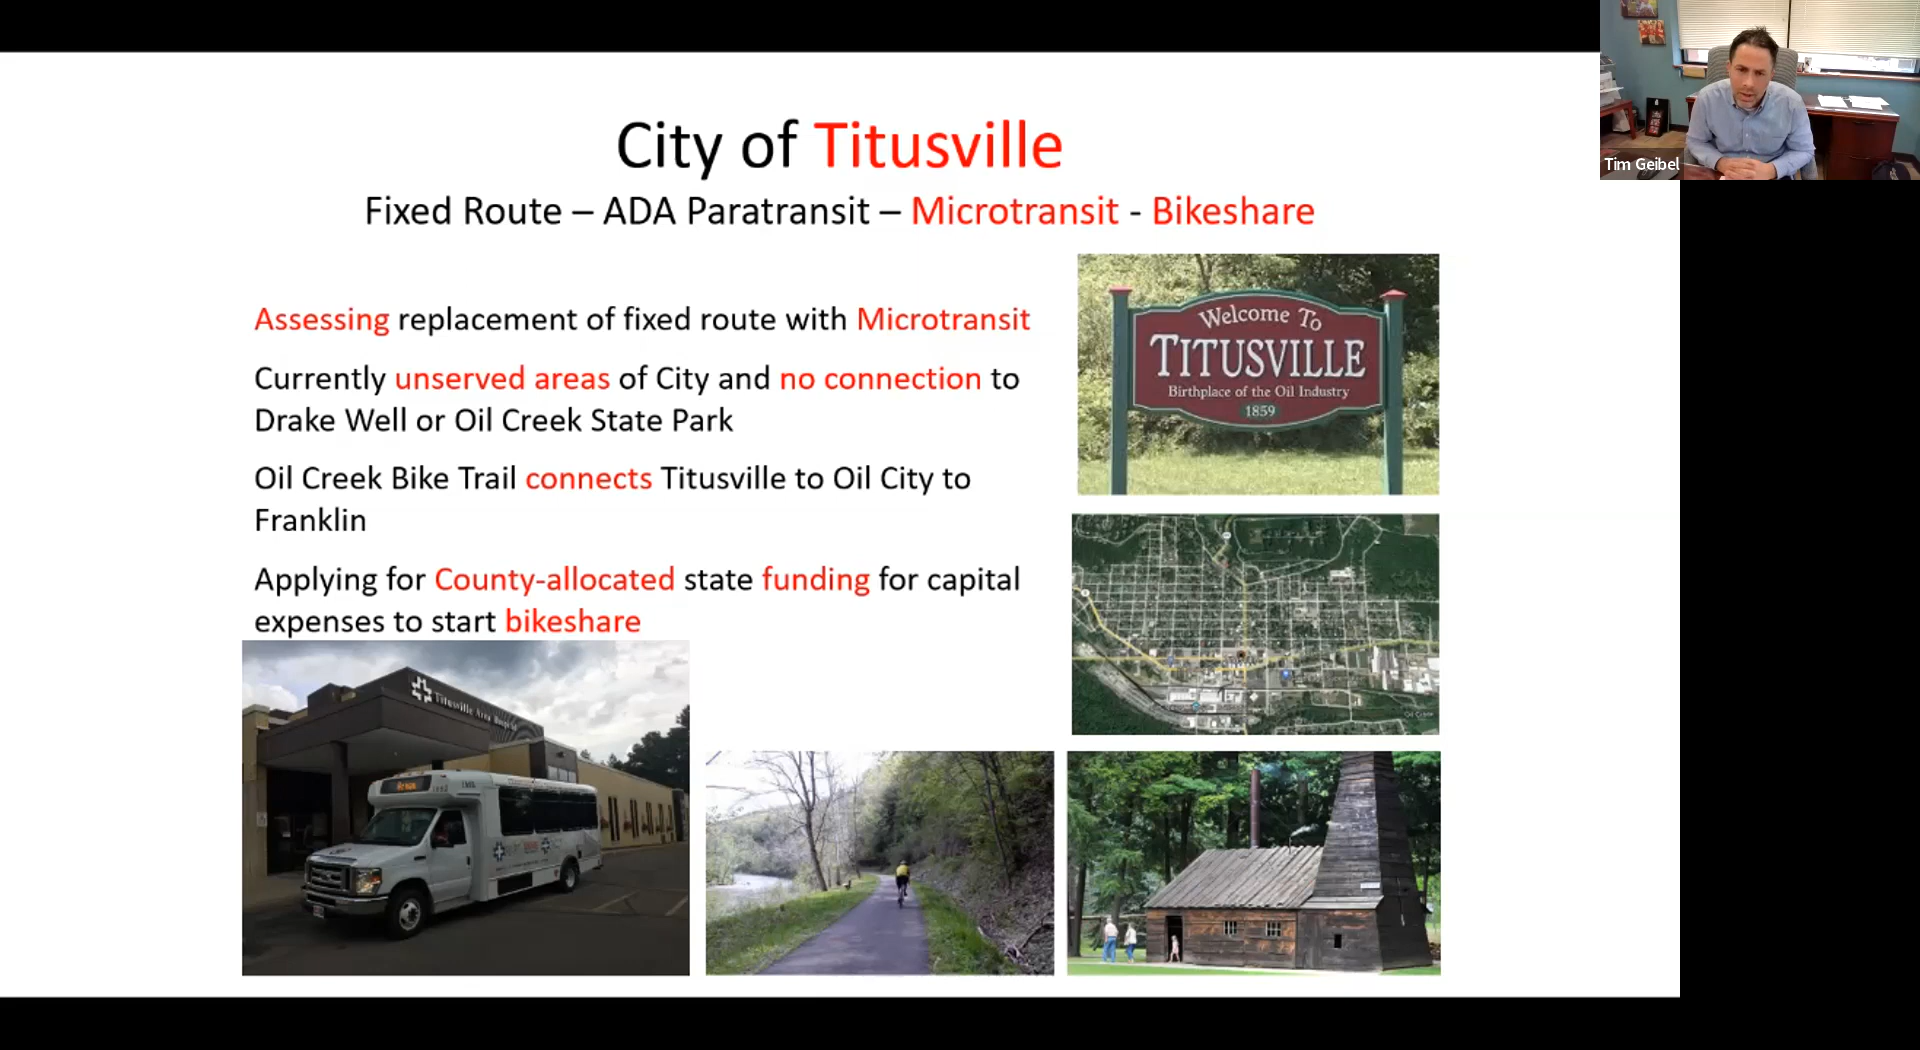 City of Titusville
Fixed Route – ADA Paratransit – Microtransit - Bikeshare
Assessing replacement of fixed route with Microtransit
Currently unserved areas of City and no connection to
Drake Well or Oil Creek State Park
Oil Creek Bike Trail connects Titusville to Oil City to
Franklin
Applying for County-allocated state funding for capital
expenses to start bikeshare
Welcome To
TITUSVILLE
Birthplace of the Oil Industry
1859
Titusville Area Hospital
Tim Geibel